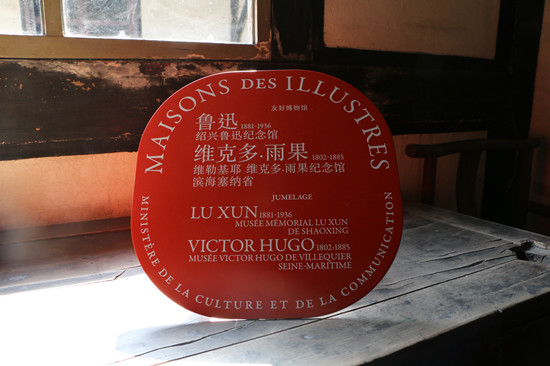 MAISONS DES ILLUSTRES
友好博物馆
鲁迅 1881-1936
绍兴鲁迅纪念馆
维克多·雨果 1802-1885
维勒基耶 维克多·雨果纪念馆
滨海塞纳省
JUMELAGE
LU XUN 1881-1936
MUSÉE MÉMORIAL LU XUN
DE SHAOXING
VICTOR HUGO 1802-1885
MUSÉE VICTOR HUGO DE VILLEQUIER
SEINE-MARITIME
MINISTÈRE DE LA CULTURE ET DE LA COMMUNICATION